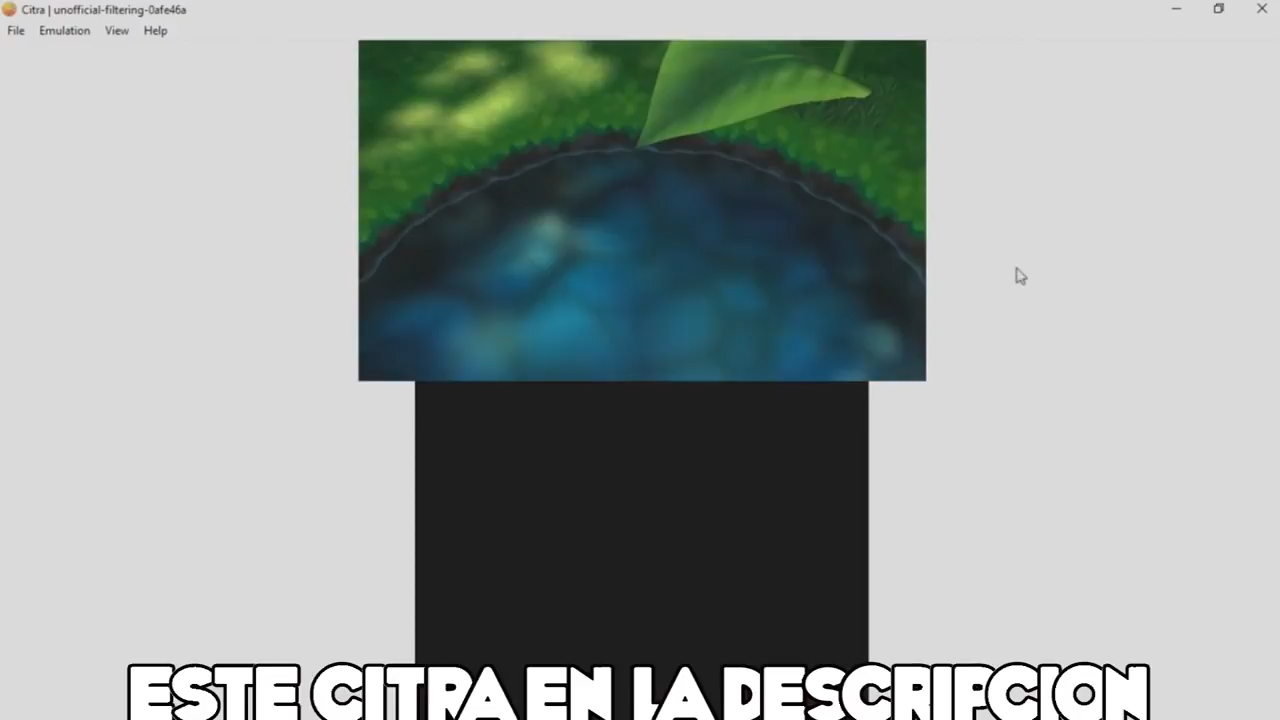 Citra | unofficial-filtering-0afe46a
File Emulation View Help
ESTE CITRA EN LA DESCRIPCION